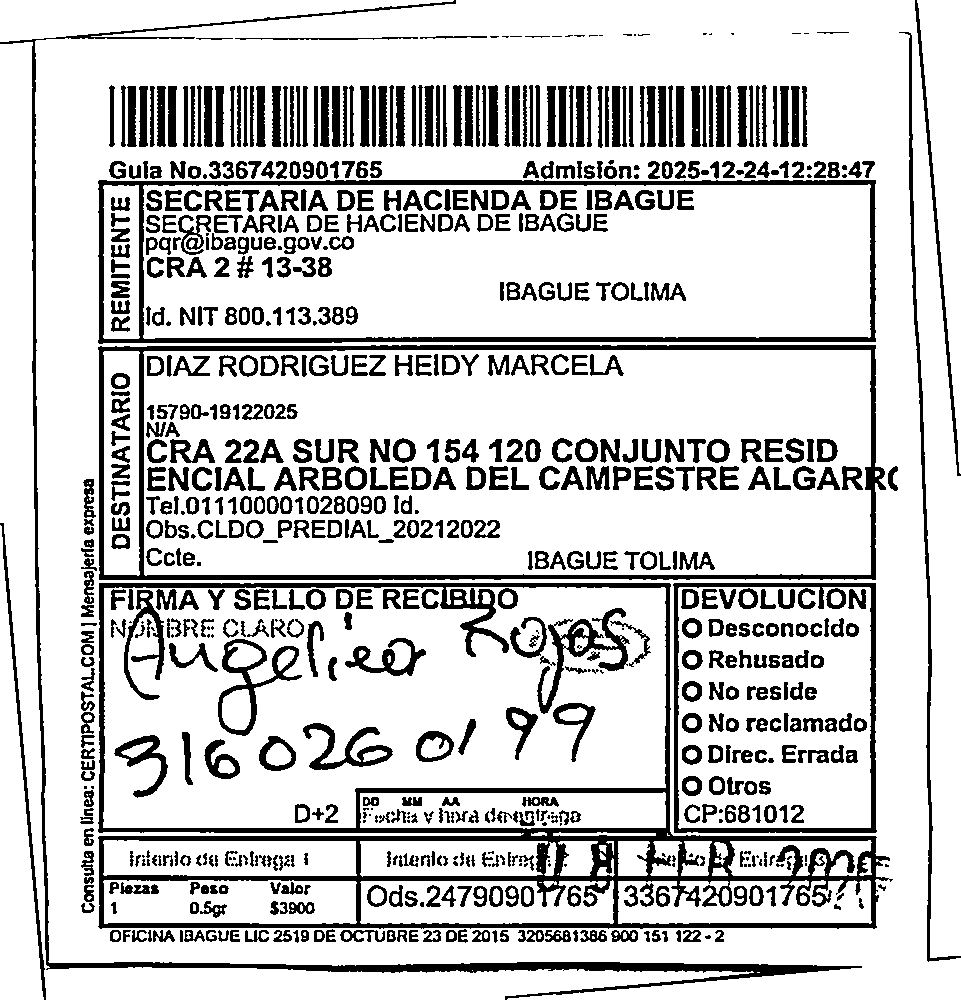 Guia No.3367420901765 Admisión: 2025-12-24-12:28:47
REMITENTE
SECRETARIA DE HACIENDA DE IBAGUE
SECRETARIA DE HACIENDA DE IBAGUE
pqr@ibague.gov.co
CRA 2 # 13-38
IBAGUE TOLIMA
Id. NIT 800.113.389
DESTINATARIO
DIAZ RODRIGUEZ HEIDY MARCELA
15790-19122025
N/A
CRA 22A SUR NO 154 120 CONJUNTO RESID
ENCIAL ARBOLEDA DEL CAMPESTRE ALGARRO
Tel.011100001028090 Id.
Obs.CLDO_PREDIAL_20212022
Ccte. IBAGUE TOLIMA
Consulta en línea: CERTIPOSTAL.COM | Mensajería expresa
FIRMA Y SELLO DE RECIBIDO
NOMBRE CLARO
Angelica Rojas
316 026 0199
D+2
DD MM AA HORA
Fecha y hora de entrega
DEVOLUCION
Desconocido
Rehusado
No reside
No reclamado
Direc. Errada
Otros
CP:681012
Intento de Entrega 1 Intento de Entrega
Piezas Peso Valor
1 0.5gr $3900
Ods.24790901765 3367420901765
OFICINA IBAGUE LIC 2519 DE OCTUBRE 23 DE 2015 3205681386 900 151 122 - 2